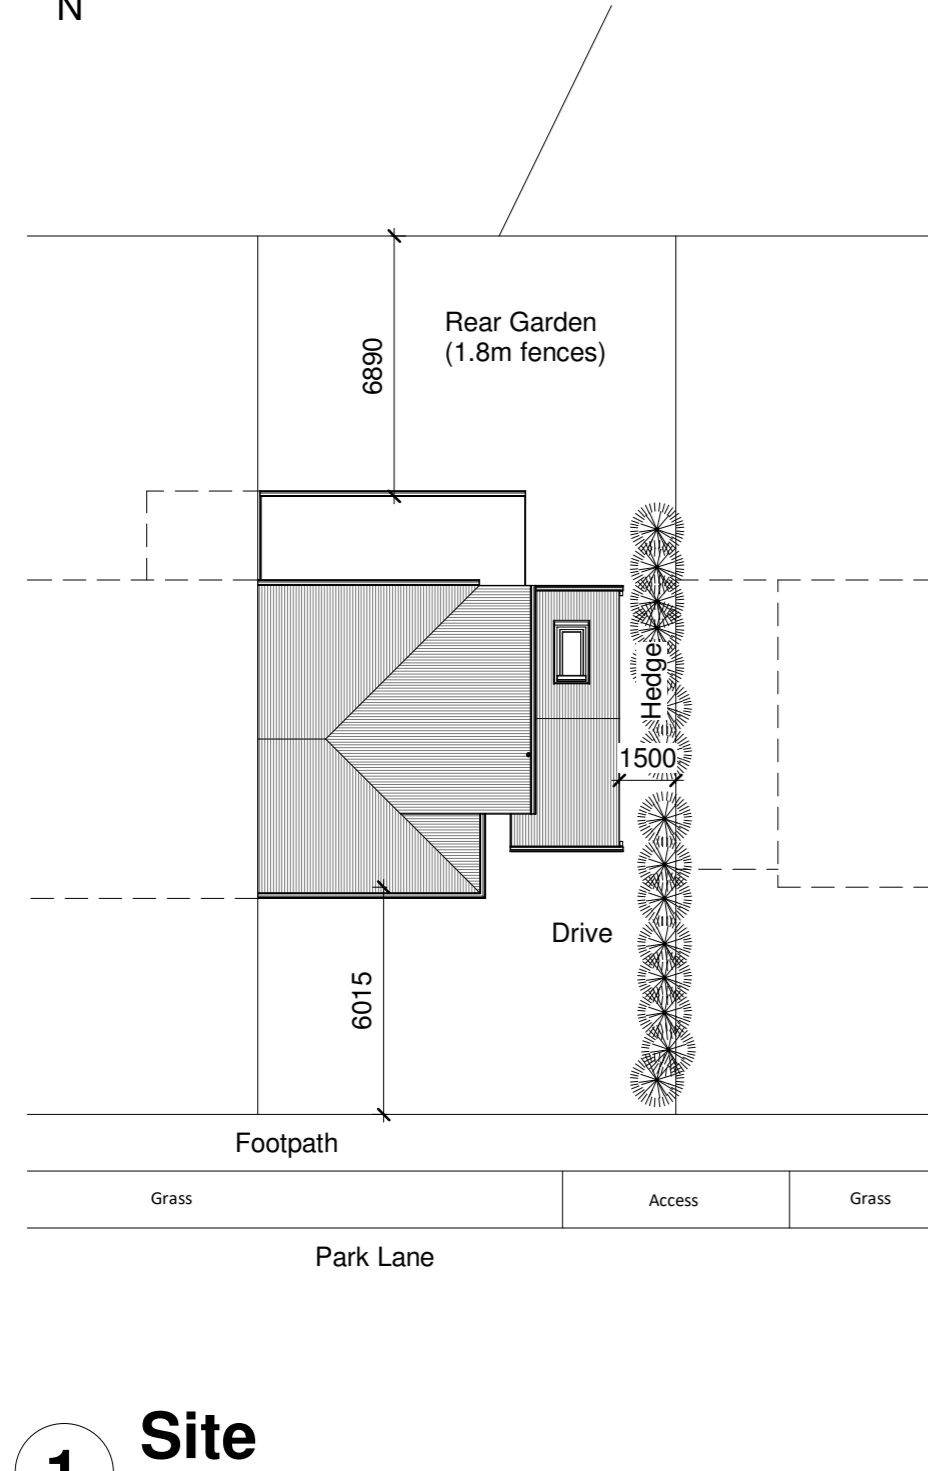 N
Rear Garden
(1.8m fences)
6890
Hedge
1500
Drive
6015
Footpath
Grass
Access
Grass
Park Lane
Site
1